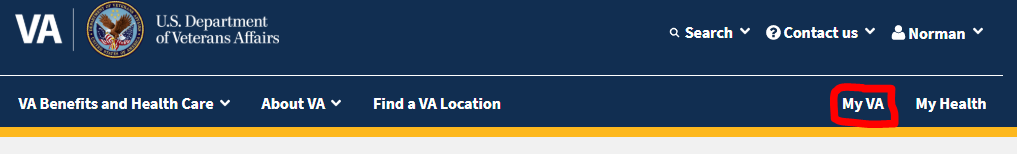 VA
U.S. Department
of Veterans Affairs
Search
Contact us
Norman
VA Benefits and Health Care
About VA
Find a VA Location
My VA
My Health